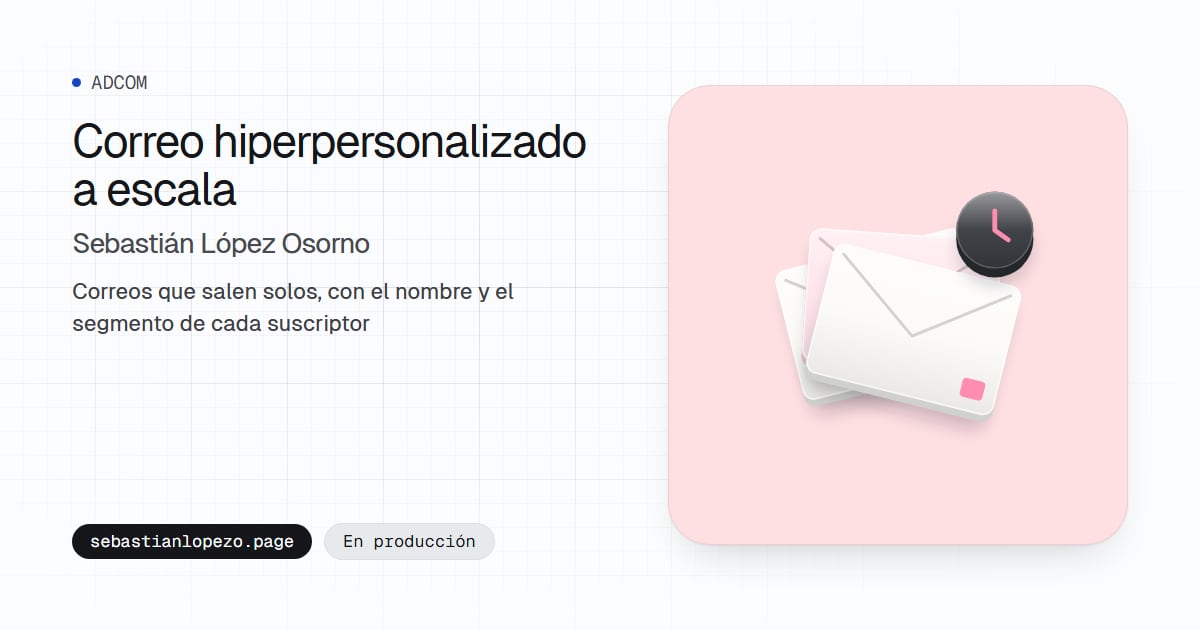 ADCOM
Correo hiperpersonalizado
a escala
Sebastián López Osorno
Correos que salen solos, con el nombre y el
segmento de cada suscriptor
sebastianlopezo.page
En producción